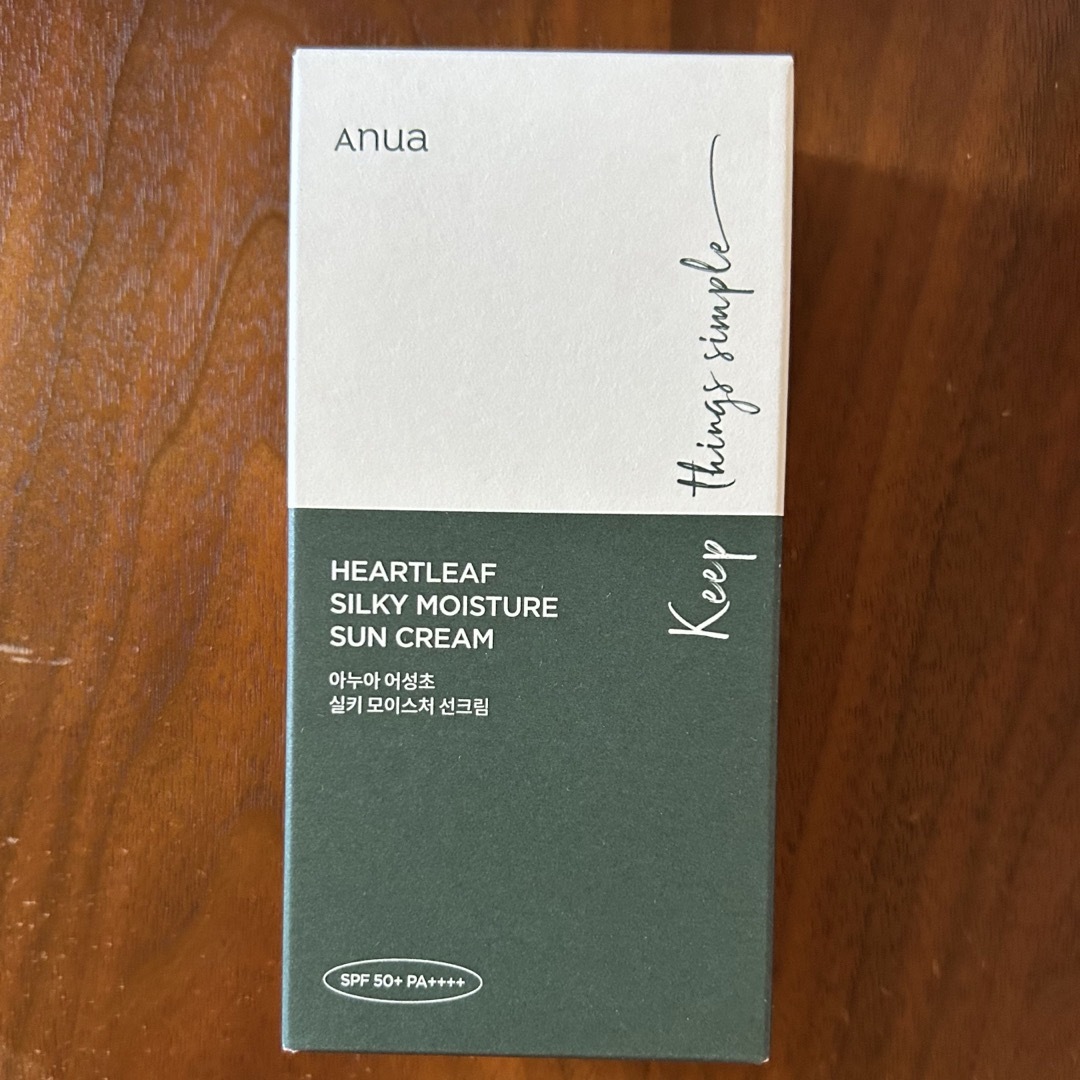 Anua
Keep things simple
HEARTLEAF
SILKY MOISTURE
SUN CREAM
아누아 어성초
실키 모이스처 선크림
SPF 50+ PA++++